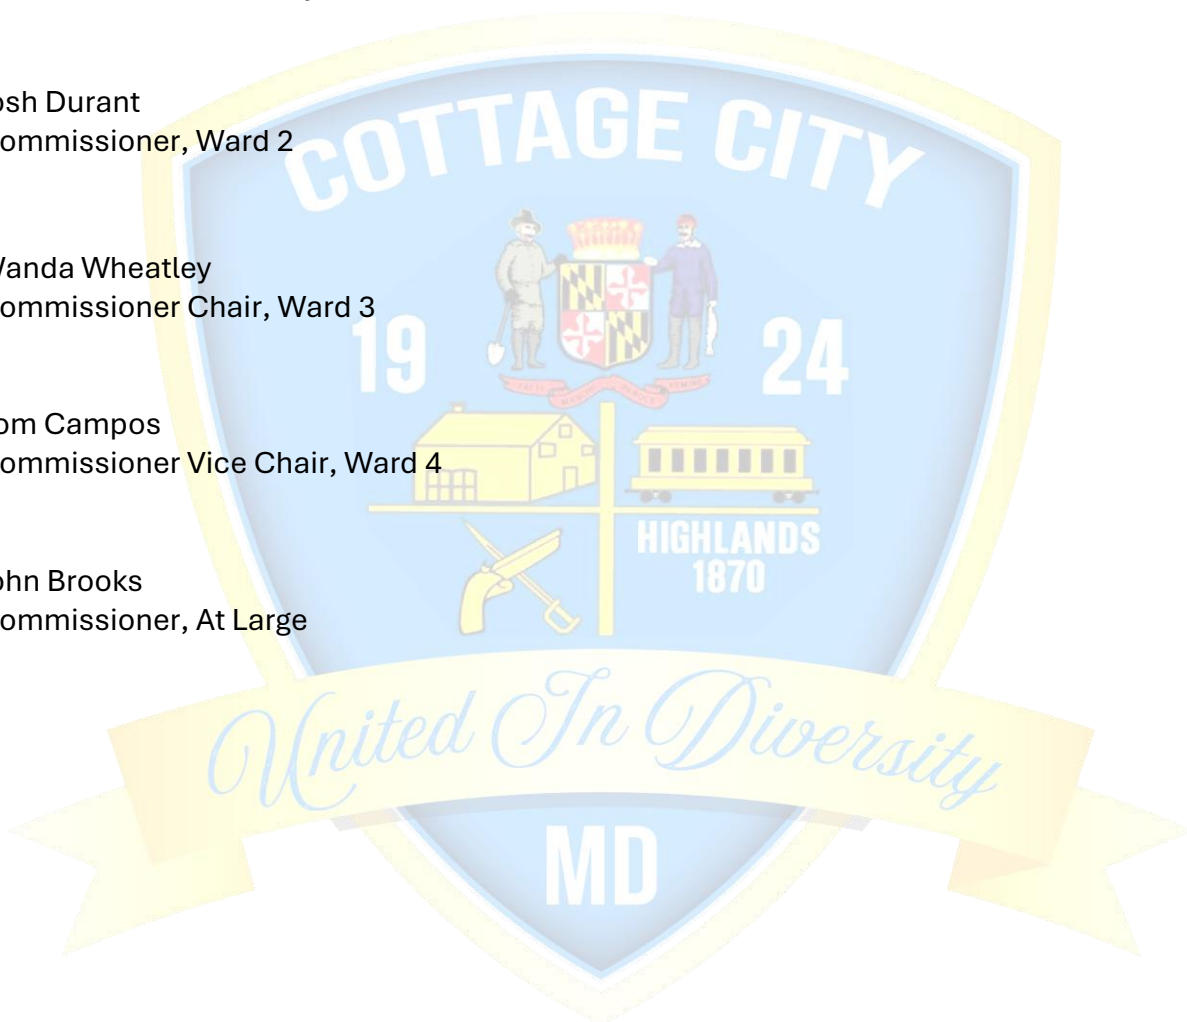 osh Durant
ommissioner, Ward 2
anda Wheatley
ommissioner Chair, Ward 3
om Campos
ommissioner Vice Chair, Ward 4
ohn Brooks
ommissioner, At Large
COTTAGE CITY
19 24
HIGHLANDS
1870
United In Diversity
MD